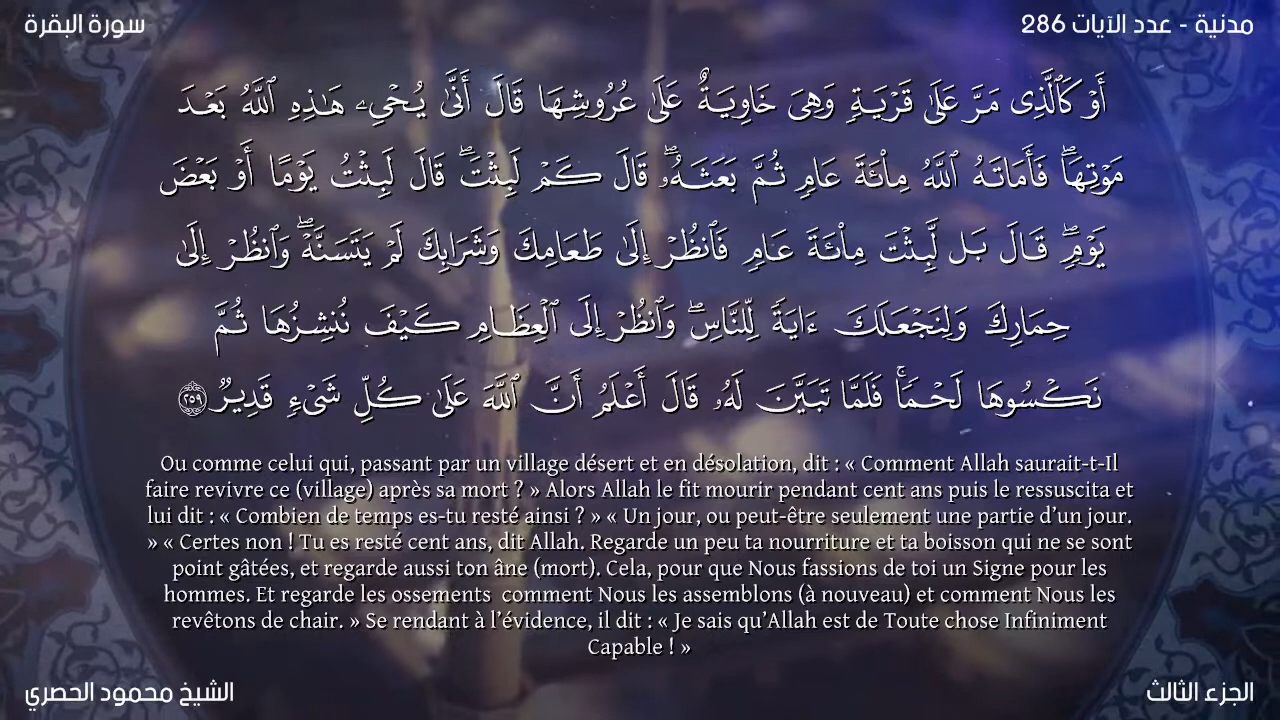 مدنية - عدد الآيات 286
سورة البقرة
أَوْ كَٱلَّذِى مَرَّ عَلَىٰ قَرْيَةٍ وَهِىَ خَاوِيَةٌ عَلَىٰ عُرُوشِهَا قَالَ أَنَّىٰ يُحْىِۦ هَٰذِهِ ٱللَّهُ بَعْدَ
مَوْتِهَا ۖ فَأَمَاتَهُ ٱللَّهُ مِا۟ئَةَ عَامٍ ثُمَّ بَعَثَهُۥ ۖ قَالَ كَمْ لَبِثْتَ ۖ قَالَ لَبِثْتُ يَوْمًا أَوْ بَعْضَ
يَوْمٍ ۖ قَالَ بَل لَّبِثْتَ مِا۟ئَةَ عَامٍ فَٱنظُرْ إِلَىٰ طَعَامِكَ وَشَرَابِكَ لَمْ يَتَسَنَّهْ ۖ وَٱنظُرْ إِلَىٰ
حِمَارِكَ وَلِنَجْعَلَكَ ءَايَةً لِّلنَّاسِ ۖ وَٱنظُرْ إِلَى ٱلْعِظَامِ كَيْفَ نُنشِزُهَا ثُمَّ
نَكْسُوهَا لَحْمًا ۚ فَلَمَّا تَبَيَّنَ لَهُۥ قَالَ أَعْلَمُ أَنَّ ٱللَّهَ عَلَىٰ كُلِّ شَىْءٍ قَدِيرٌ ٢٥٩
Ou comme celui qui, passant par un village désert et en désolation, dit : « Comment Allah saurait-t-Il
faire revivre ce (village) après sa mort ? » Alors Allah le fit mourir pendant cent ans puis le ressuscita et
lui dit : « Combien de temps es-tu resté ainsi ? » « Un jour, ou peut-être seulement une partie d’un jour.
» « Certes non ! Tu es resté cent ans, dit Allah. Regarde un peu ta nourriture et ta boisson qui ne se sont
point gâtées, et regarde aussi ton âne (mort). Cela, pour que Nous fassions de toi un Signe pour les
hommes. Et regarde les ossements  comment Nous les assemblons (à nouveau) et comment Nous les
revêtons de chair. » Se rendant à l’évidence, il dit : « Je sais qu’Allah est de Toute chose Infiniment
Capable ! »
الجزء الثالث
الشيخ محمود الحصري